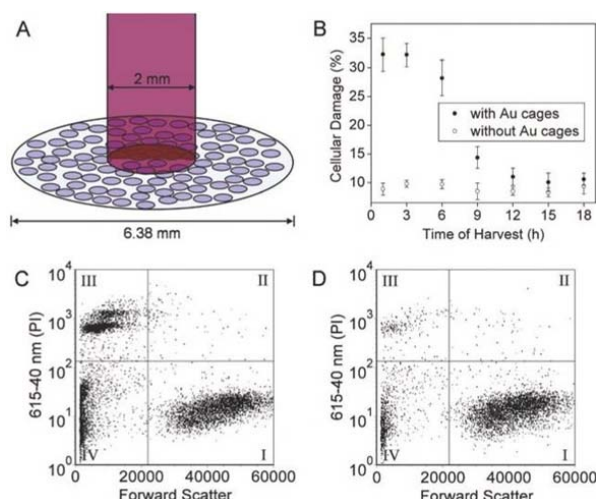 A
2 mm
6.38 mm
B
Cellular Damage (%)
35
30
25
20
15
10
with Au cages
without Au cages
0 3 6 9 12 15 18
Time of Harvest (h)
C
615-40 nm (PI)
10^4
10^3
10^2
10^1
10^0
III
II
IV
I
0 20000 40000 60000
Forward Scatter
D
615-40 nm (PI)
10^4
10^3
10^2
10^1
10^0
III
II
IV
I
0 20000 40000 60000
Forward Scatter